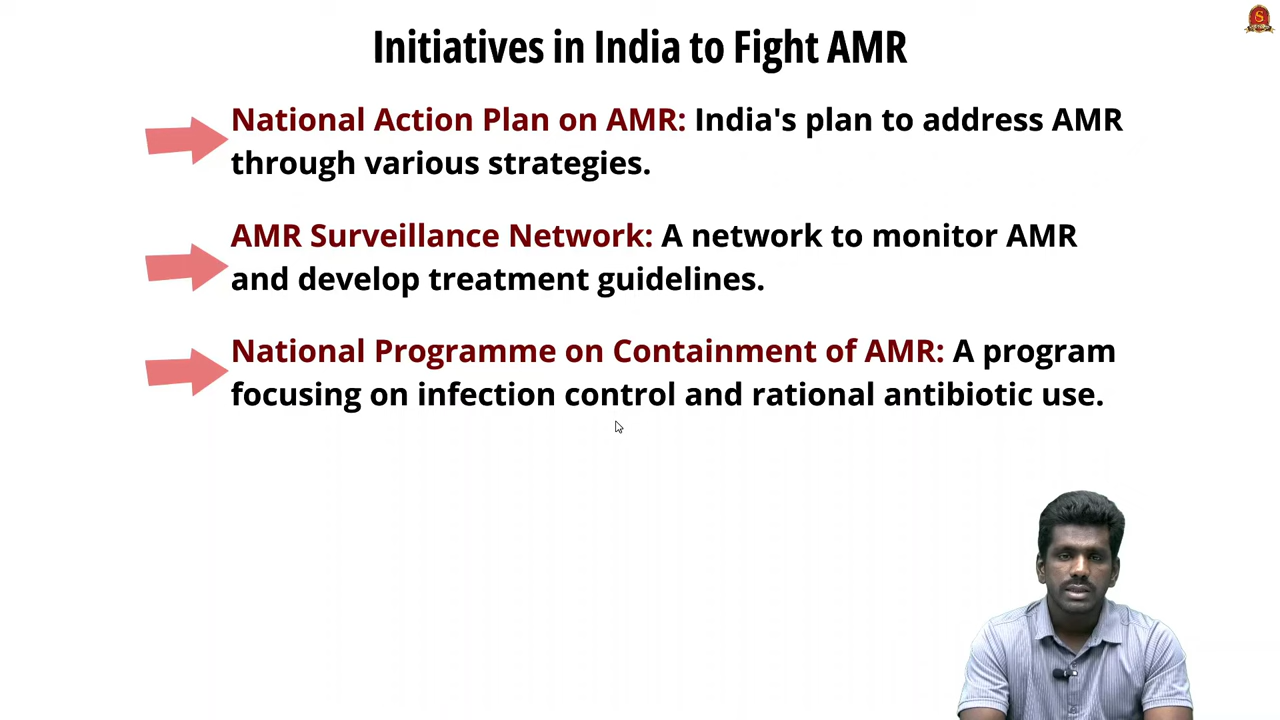 Initiatives in India to Fight AMR
National Action Plan on AMR: India's plan to address AMR
through various strategies.
AMR Surveillance Network: A network to monitor AMR
and develop treatment guidelines.
National Programme on Containment of AMR: A program
focusing on infection control and rational antibiotic use.